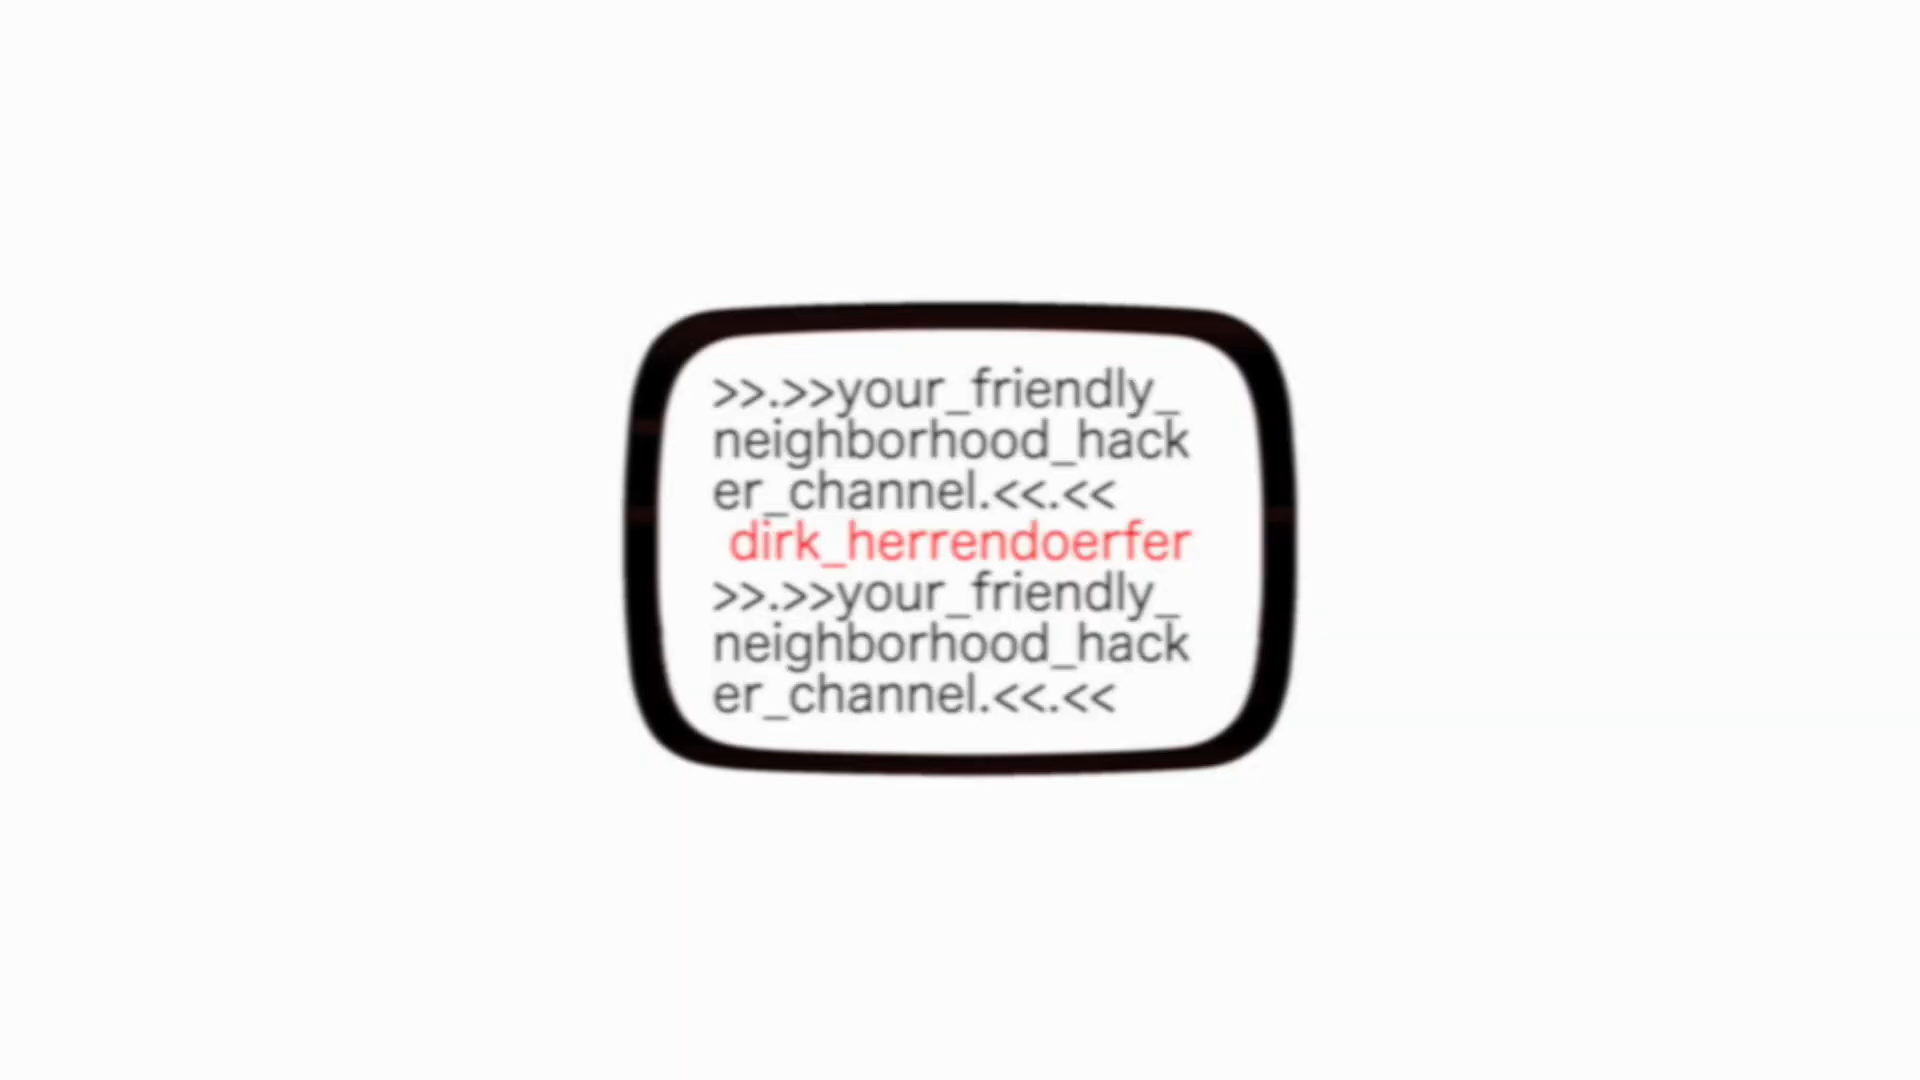 >>.>>your_friendly_
neighborhood_hack
er_channel.<<.<<
dirk_herrendoerfer
>>.>>your_friendly_
neighborhood_hack
er_channel.<<.<<